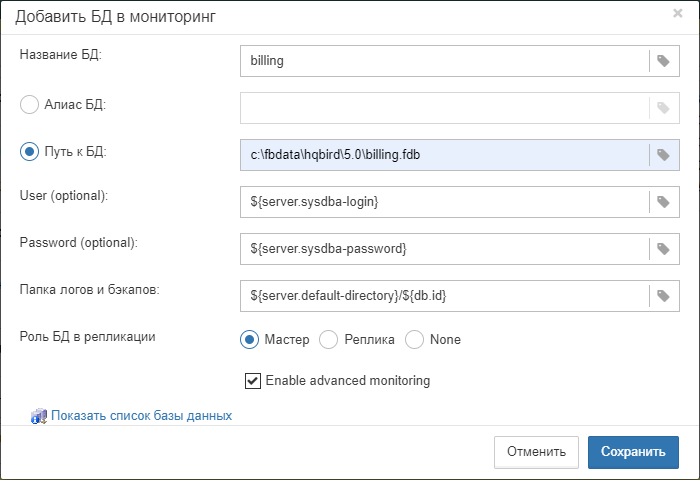 Добавить БД в мониторинг
×
Название БД:
billing
Алиас БД:
Путь к БД:
c:\fbdata\hqbird\5.0\billing.fdb
User (optional):
${server.sysdba-login}
Password (optional):
${server.sysdba-password}
Папка логов и бэкапов:
${server.default-directory}/${db.id}
Роль БД в репликации
Мастер Реплика None
Enable advanced monitoring
Показать список базы данных
Отменить Сохранить